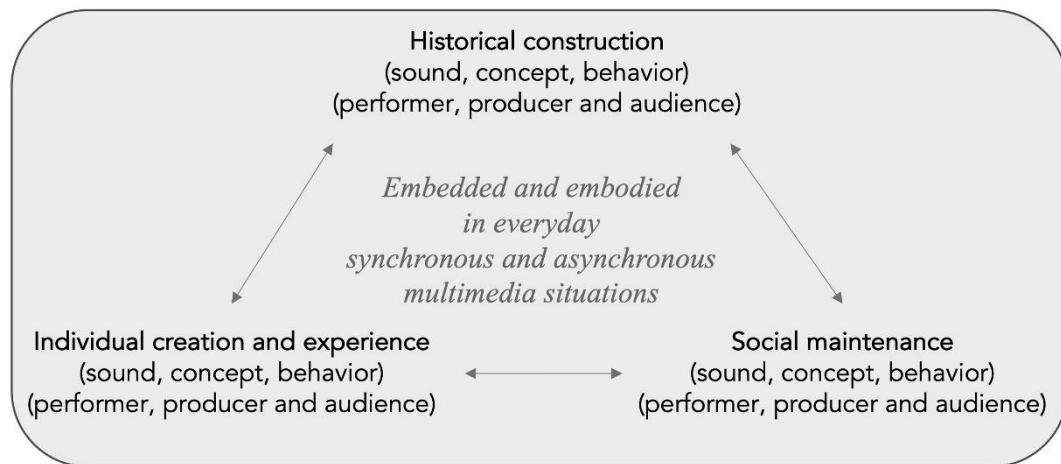 Historical construction
(sound, concept, behavior)
(performer, producer and audience)
Embedded and embodied
in everyday
synchronous and asynchronous
multimedia situations
Individual creation and experience
(sound, concept, behavior)
(performer, producer and audience)
Social maintenance
(sound, concept, behavior)
(performer, producer and audience)